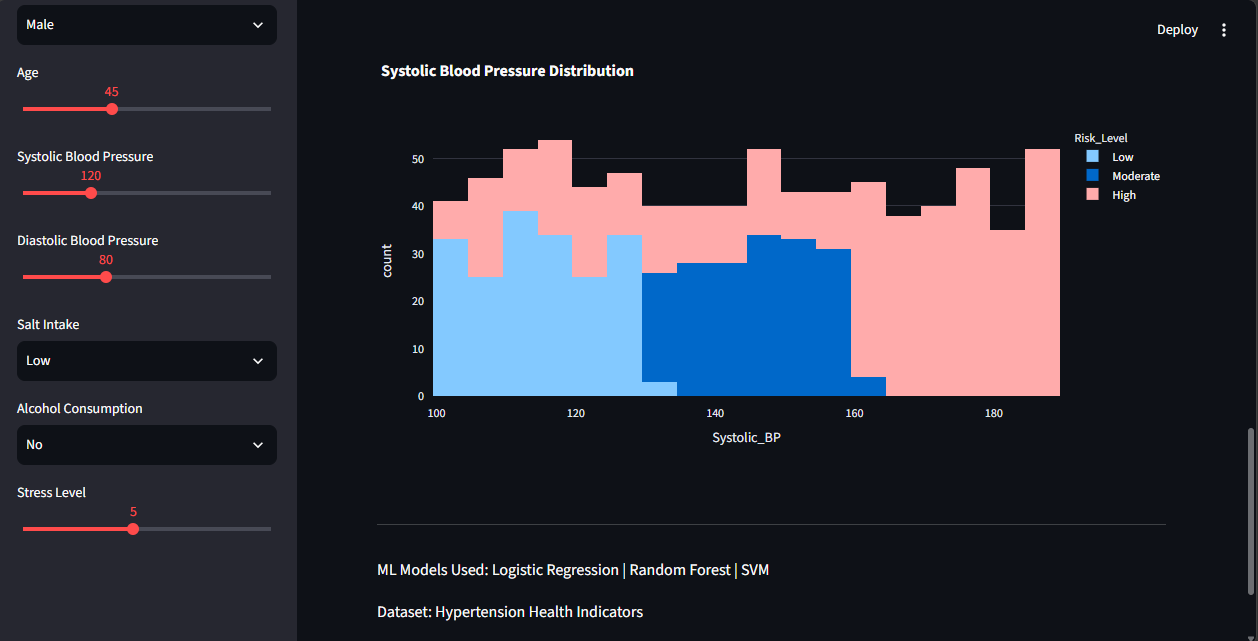 Male
Age
45
Systolic Blood Pressure
120
Diastolic Blood Pressure
80
Salt Intake
Low
Alcohol Consumption
No
Stress Level
5
Deploy
Systolic Blood Pressure Distribution
Risk_Level
Low
Moderate
High
count
50
40
30
20
10
0
100 120 140 160 180
Systolic_BP
ML Models Used: Logistic Regression | Random Forest | SVM
Dataset: Hypertension Health Indicators